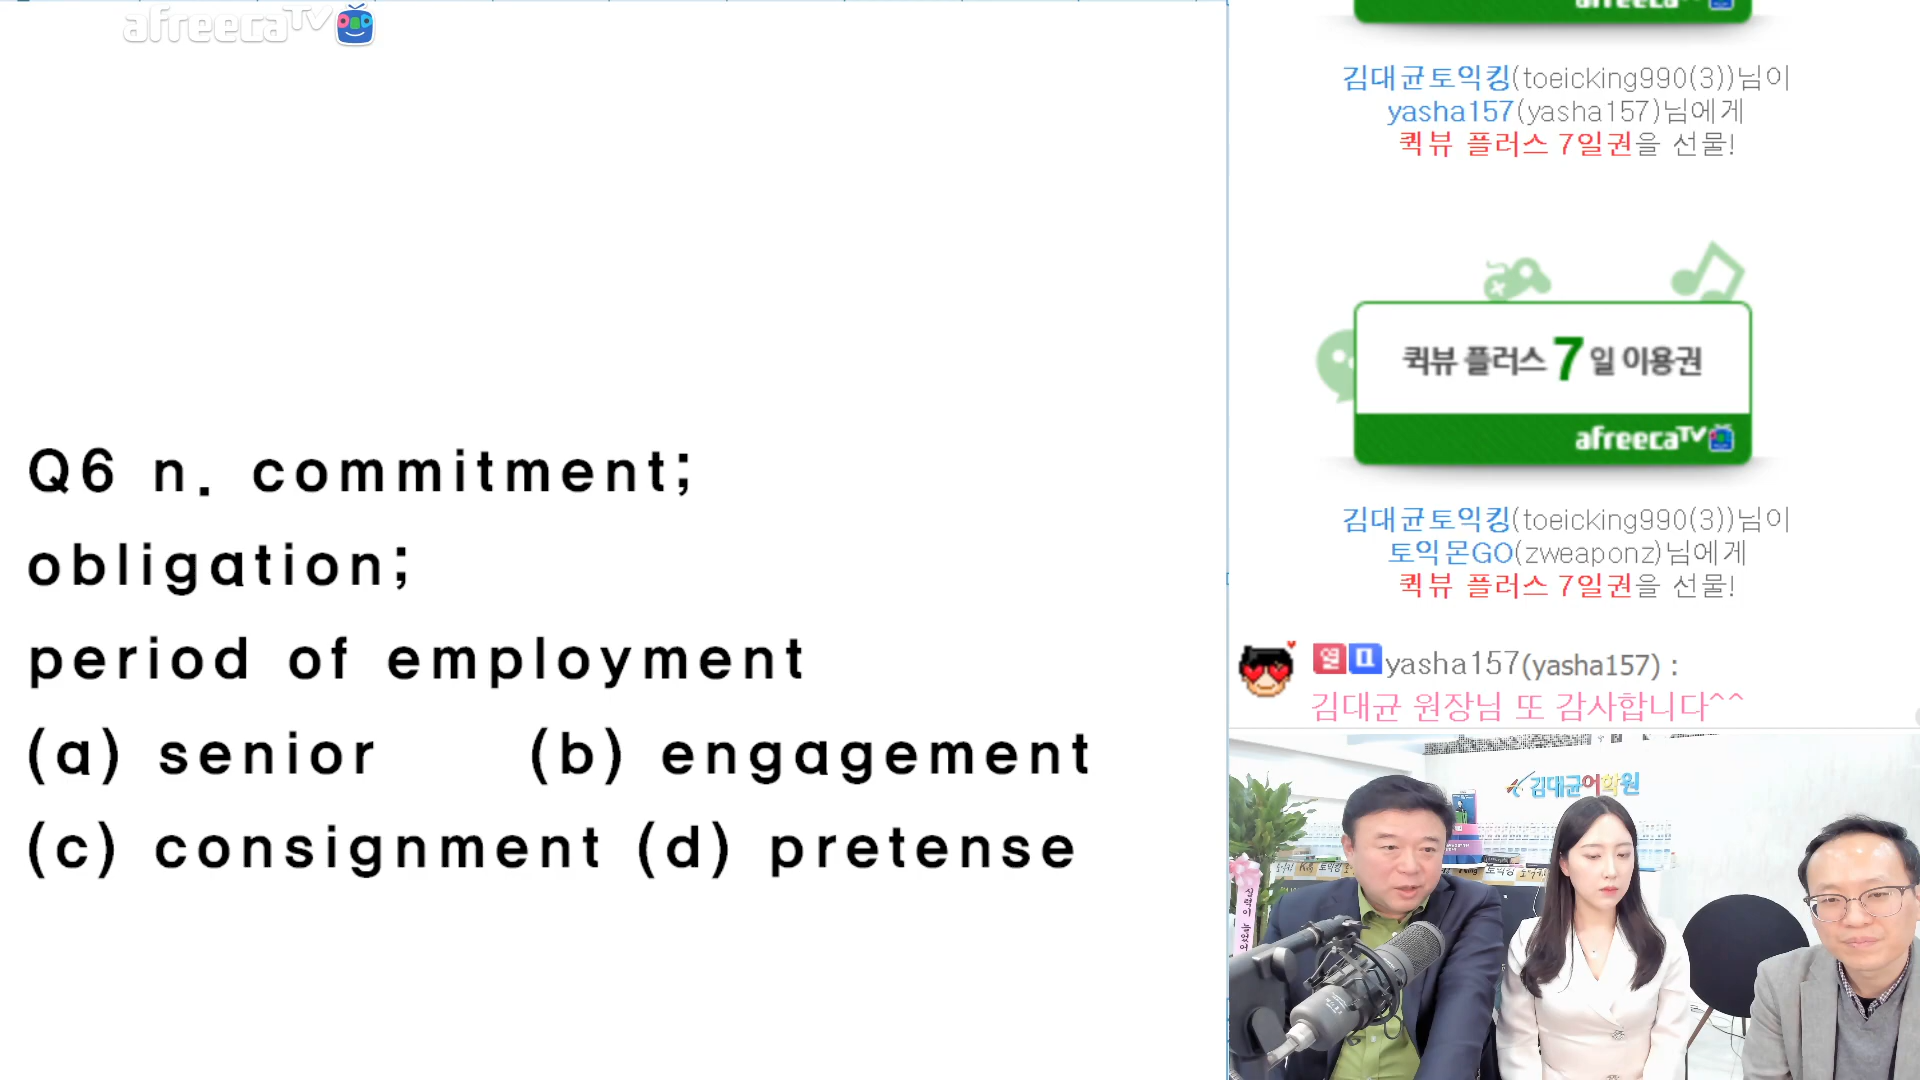 afreecaTV
Q6 n. commitment;
obligation;
period of employment
(a) senior (b) engagement
(c) consignment (d) pretense
afreecaTV
김대균토익킹(toeicking990(3))님이
yasha157(yasha157)님에게
퀵뷰 플러스 7일권을 선물!
퀵뷰 플러스 7일 이용권
afreecaTV
김대균토익킹(toeicking990(3))님이
토익몬GO(zweaponz)님에게
퀵뷰 플러스 7일권을 선물!
열 미 yasha157(yasha157) :
김대균 원장님 또 감사합니다^^
김대균어학원